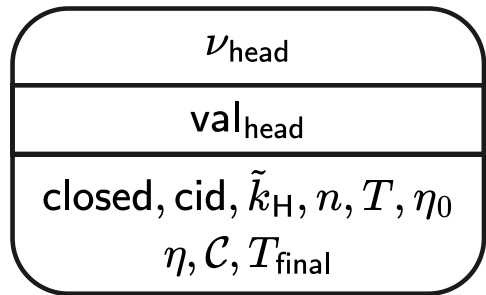 ν_head
val_head
closed, cid, k̃_H, n, T, η_0
η, 𝒞, T_final